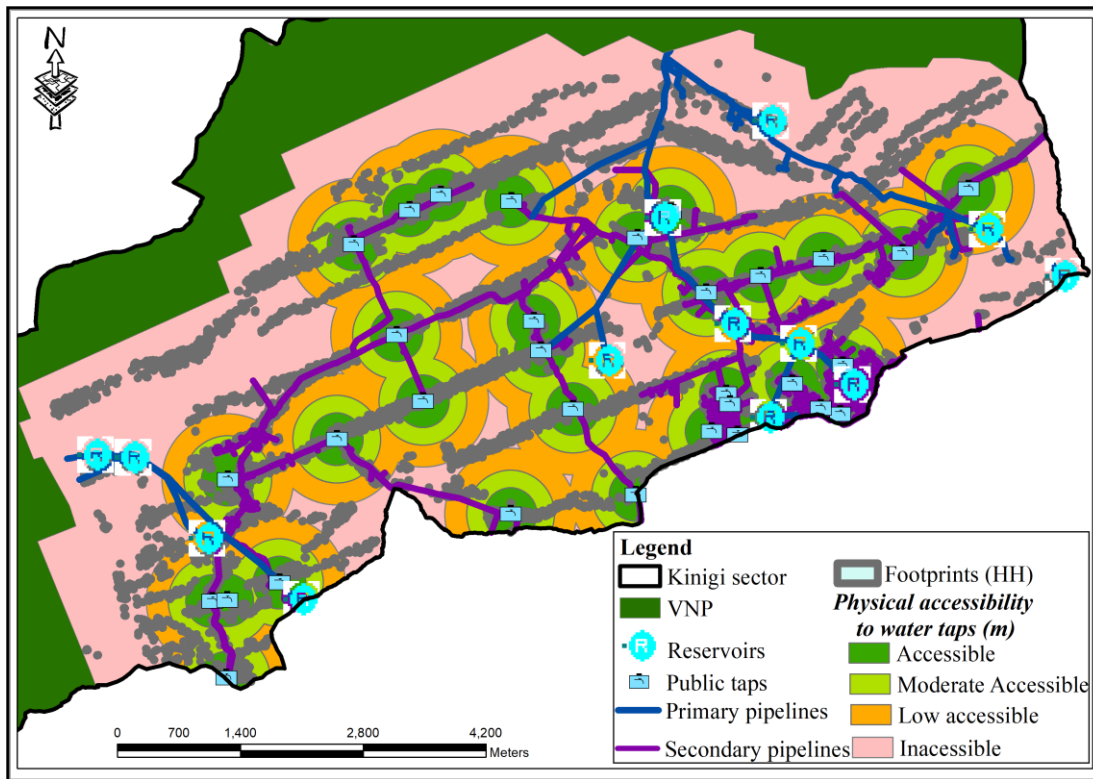 N
R
R
R
R
R
R
R
R
R
R
R
R
R
Legend
Kinigi sector
VNP
Reservoirs
Public taps
Primary pipelines
Secondary pipelines
Footprints (HH)
Physical accessibility
to water taps (m)
Accessible
Moderate Accessible
Low accessible
Inacessible
0 700 1,400 2,800 4,200
Meters